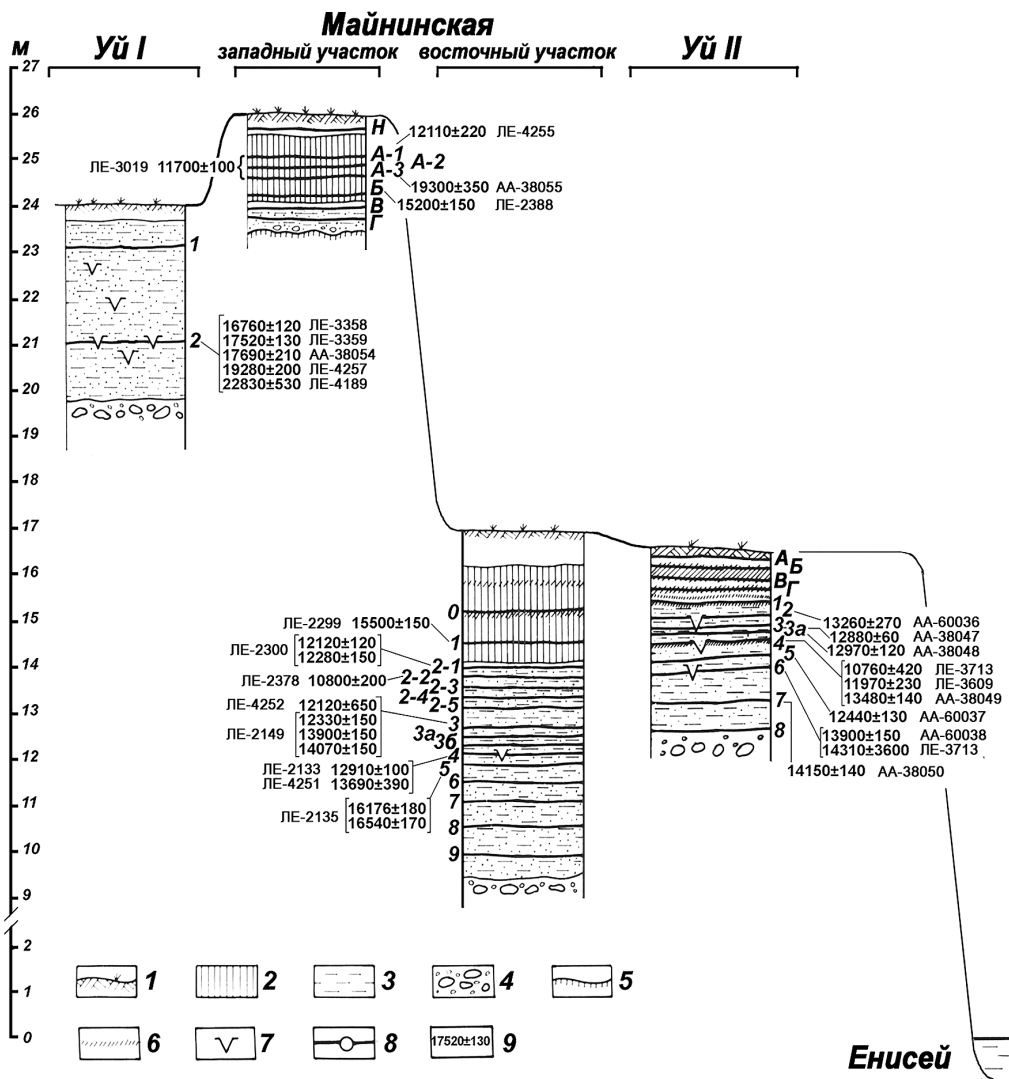 Майнинская
м
Уй I
западный участок
восточный участок
Уй II
27
26
25
24
23
22
21
20
19
18
17
16
15
14
13
12
11
10
9
2
1
0
1
2
16760±120 ЛЕ-3358
17520±130 ЛЕ-3359
17690±210 АА-38054
19280±200 ЛЕ-4257
22830±530 ЛЕ-4189
Н
12110±220 ЛЕ-4255
А-1
А-2
А-3
ЛЕ-3019 11700±100
Б
19300±350 АА-38055
15200±150 ЛЕ-2388
В
Г
0
ЛЕ-2299 15500±150
1
ЛЕ-2300
12120±120
12280±150
2-1
ЛЕ-2378 10800±200
2-2
2-3
2-4
2-5
ЛЕ-4252 12120±650
3
ЛЕ-2149
12330±150
13900±150
14070±150
3а
3б
4
ЛЕ-2133 12910±100
ЛЕ-4251 13690±390
5
ЛЕ-2135
16176±180
16540±170
6
7
8
9
А
Б
В
Г
1
2
13260±270 АА-60036
3
3а
12880±60 АА-38047
12970±120 АА-38048
4
10760±420 ЛЕ-3713
11970±230 ЛЕ-3609
13480±140 АА-38049
5
12440±130 АА-60037
6
13900±150 АА-60038
14310±3600 ЛЕ-3713
7
14150±140 АА-38050
8
1
2
3
4
5
6
7
8
17520±130
9
Енисей